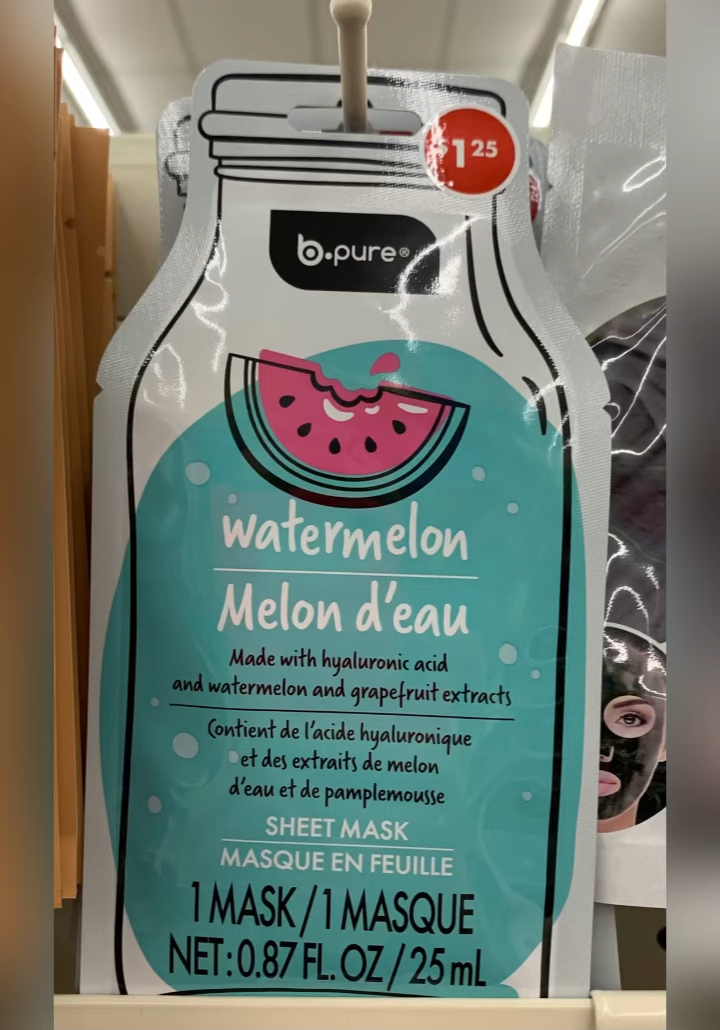 $1 25
b.pure®
watermelon
Melon d'eau
Made with hyaluronic acid
and watermelon and grapefruit extracts
Contient de l'acide hyaluronique
et des extraits de melon
d'eau et de pamplemousse
SHEET MASK
MASQUE EN FEUILLE
1 MASK / 1 MASQUE
NET: 0.87 FL. OZ / 25 mL